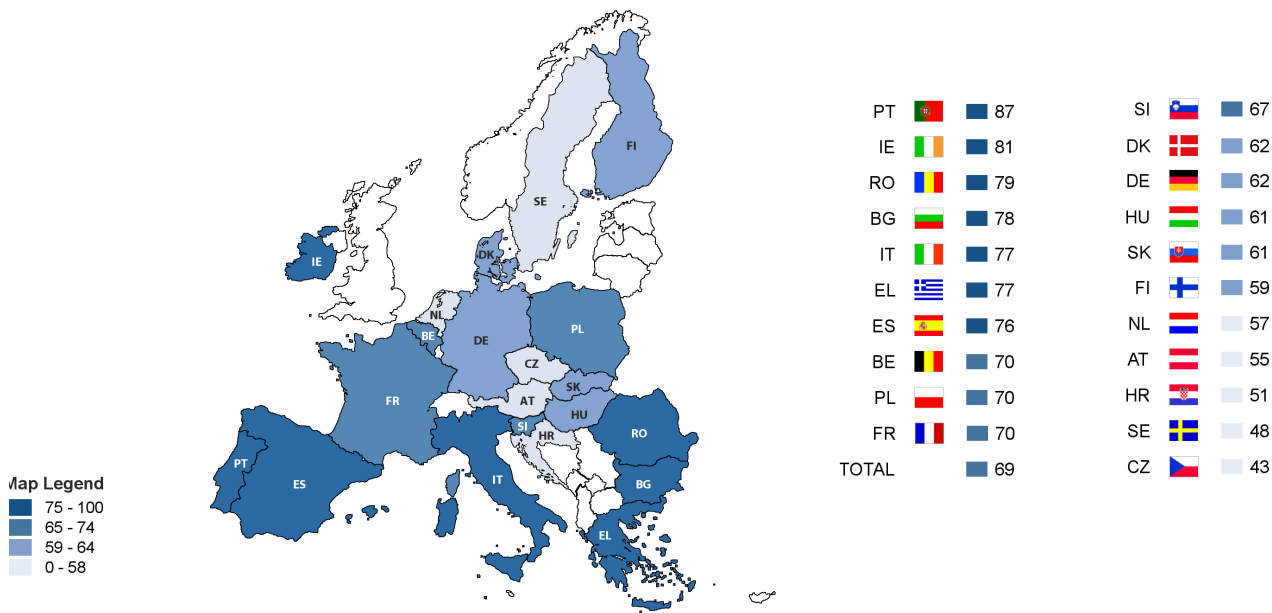 FI
SE
DK
IE
NL
BE
DE
PL
CZ
SK
FR
AT
HU
SI
HR
RO
PT
ES
IT
BG
EL
Map Legend
75 - 100
65 - 74
59 - 64
0 - 58
PT 87
IE 81
RO 79
BG 78
IT 77
EL 77
ES 76
BE 70
PL 70
FR 70
TOTAL 69
SI 67
DK 62
DE 62
HU 61
SK 61
FI 59
NL 57
AT 55
HR 51
SE 48
CZ 43